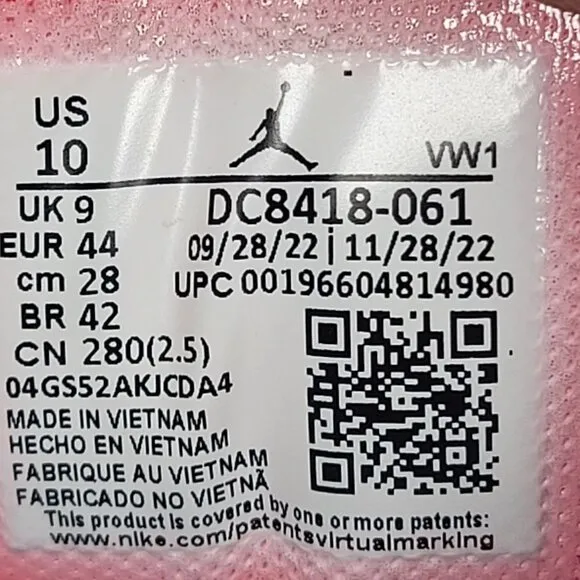 US
10
VW1
UK 9 DC8418-061
EUR 44 09/28/22 | 11/28/22
cm 28 UPC 00196604814980
BR 42
CN 280(2.5)
04GS52AKJCDA4
MADE IN VIETNAM
HECHO EN VIETNAM
FABRIQUE AU VIETNAM
FABRICADO NO VIETNÃ
This product is covered by one or more patents:
www.nike.com/patentsvirtualmarking